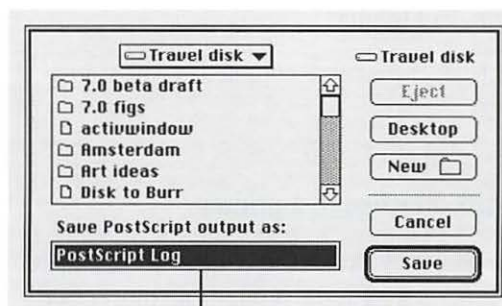 Travel disk
Travel disk
7.0 beta draft
7.0 figs
activwindow
Amsterdam
Art ideas
Disk to Burr
Eject
Desktop
New
Save PostScript output as:
PostScript Log
Cancel
Save